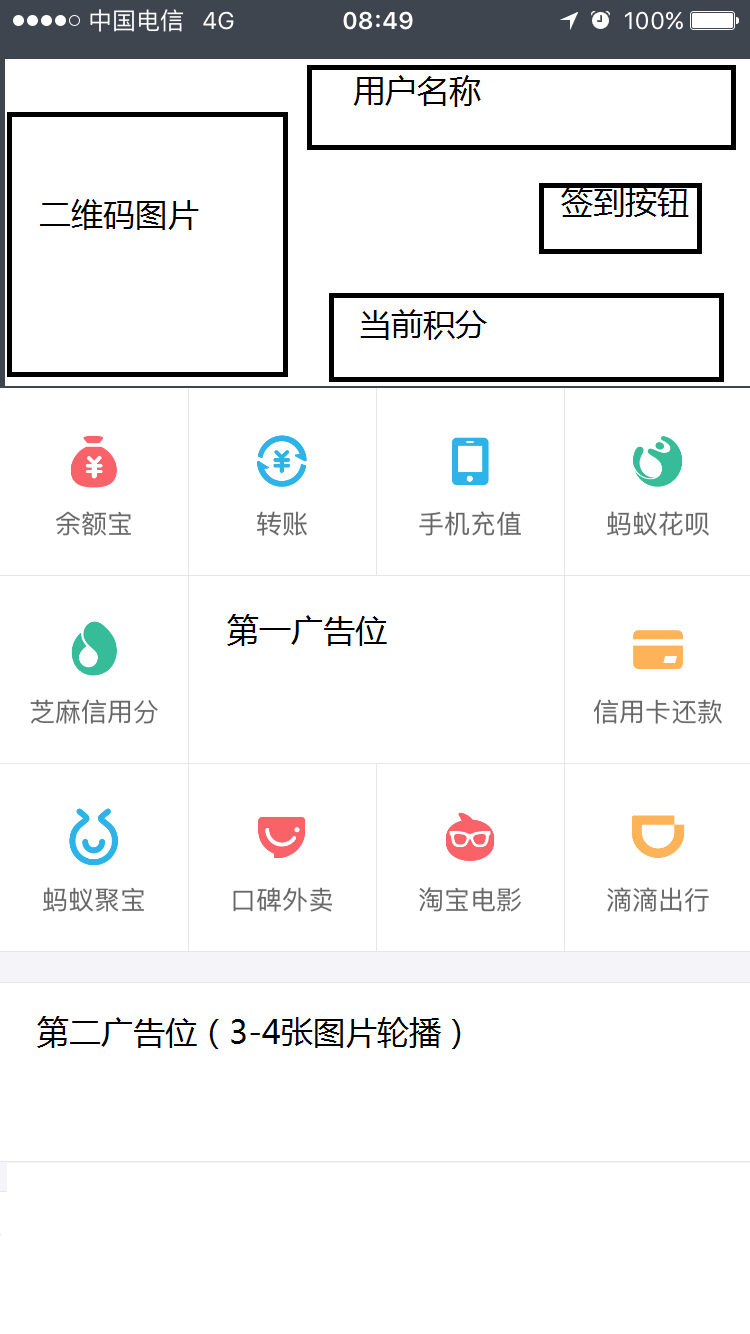 中国电信 4G 08:49 100%
用户名称
二维码图片
签到按钮
当前积分
余额宝 转账 手机充值 蚂蚁花呗
芝麻信用分 第一广告位 信用卡还款
蚂蚁聚宝 口碑外卖 淘宝电影 滴滴出行
第二广告位（3-4张图片轮播）